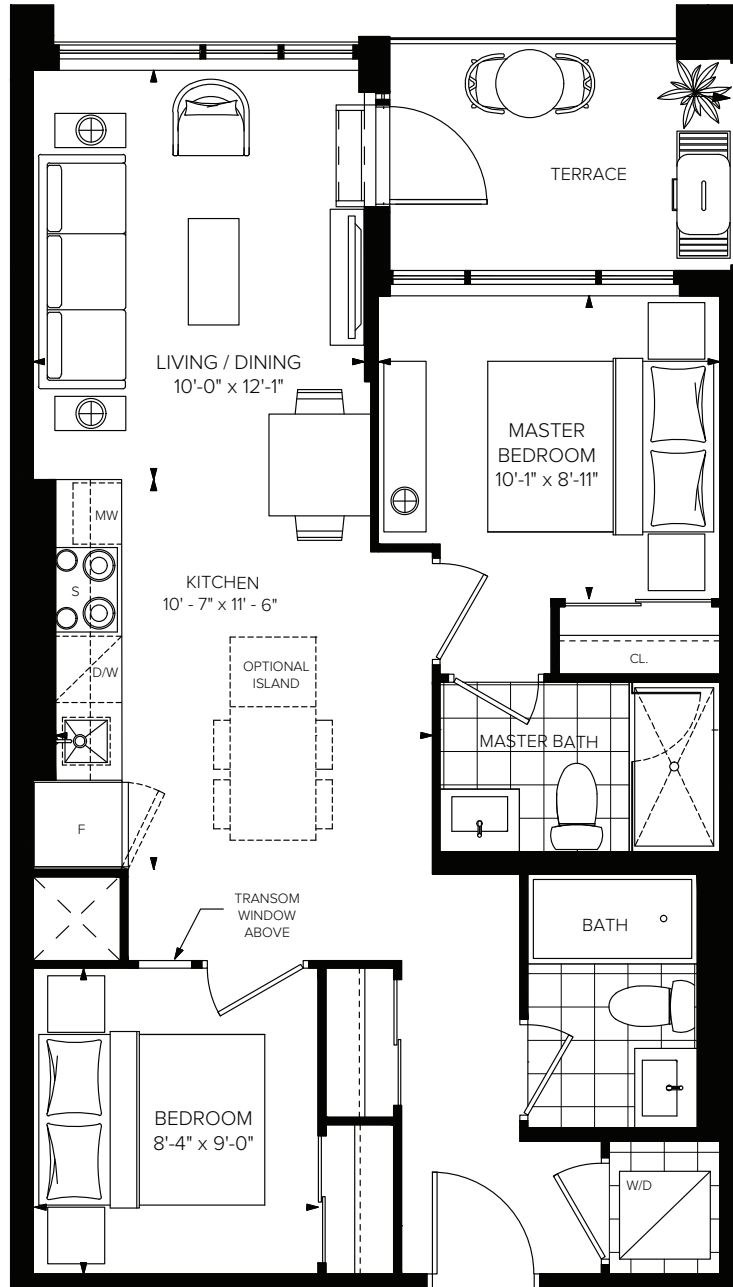 TERRACE
LIVING / DINING
10'-0" x 12'-1"
MASTER
BEDROOM
10'-1" x 8'-11"
MW
S
KITCHEN
10' - 7" x 11' - 6"
D/W
OPTIONAL
ISLAND
CL.
MASTER BATH
F
TRANSOM
WINDOW
ABOVE
BATH
BEDROOM
8'-4" x 9'-0"
W/D